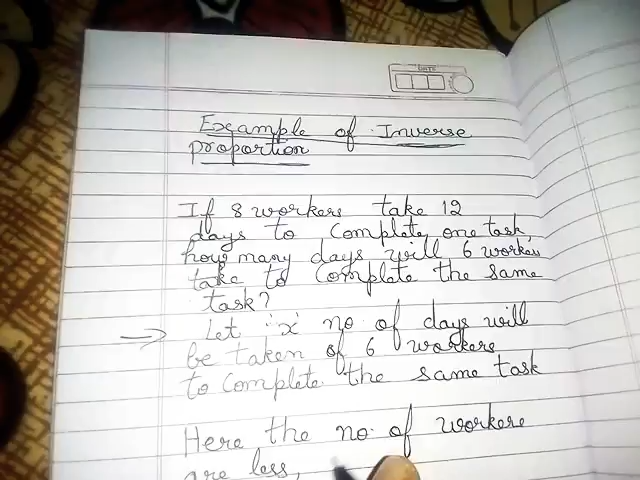 DATE
Example of Inverse
proportion
If 8 workers take 12
days to complete one task
how many days will 6 workers
take to complete the same
task?
⇒ Let 'x' no. of days will
be taken of 6 workers
to complete the same task
Here the no. of workers
are less,